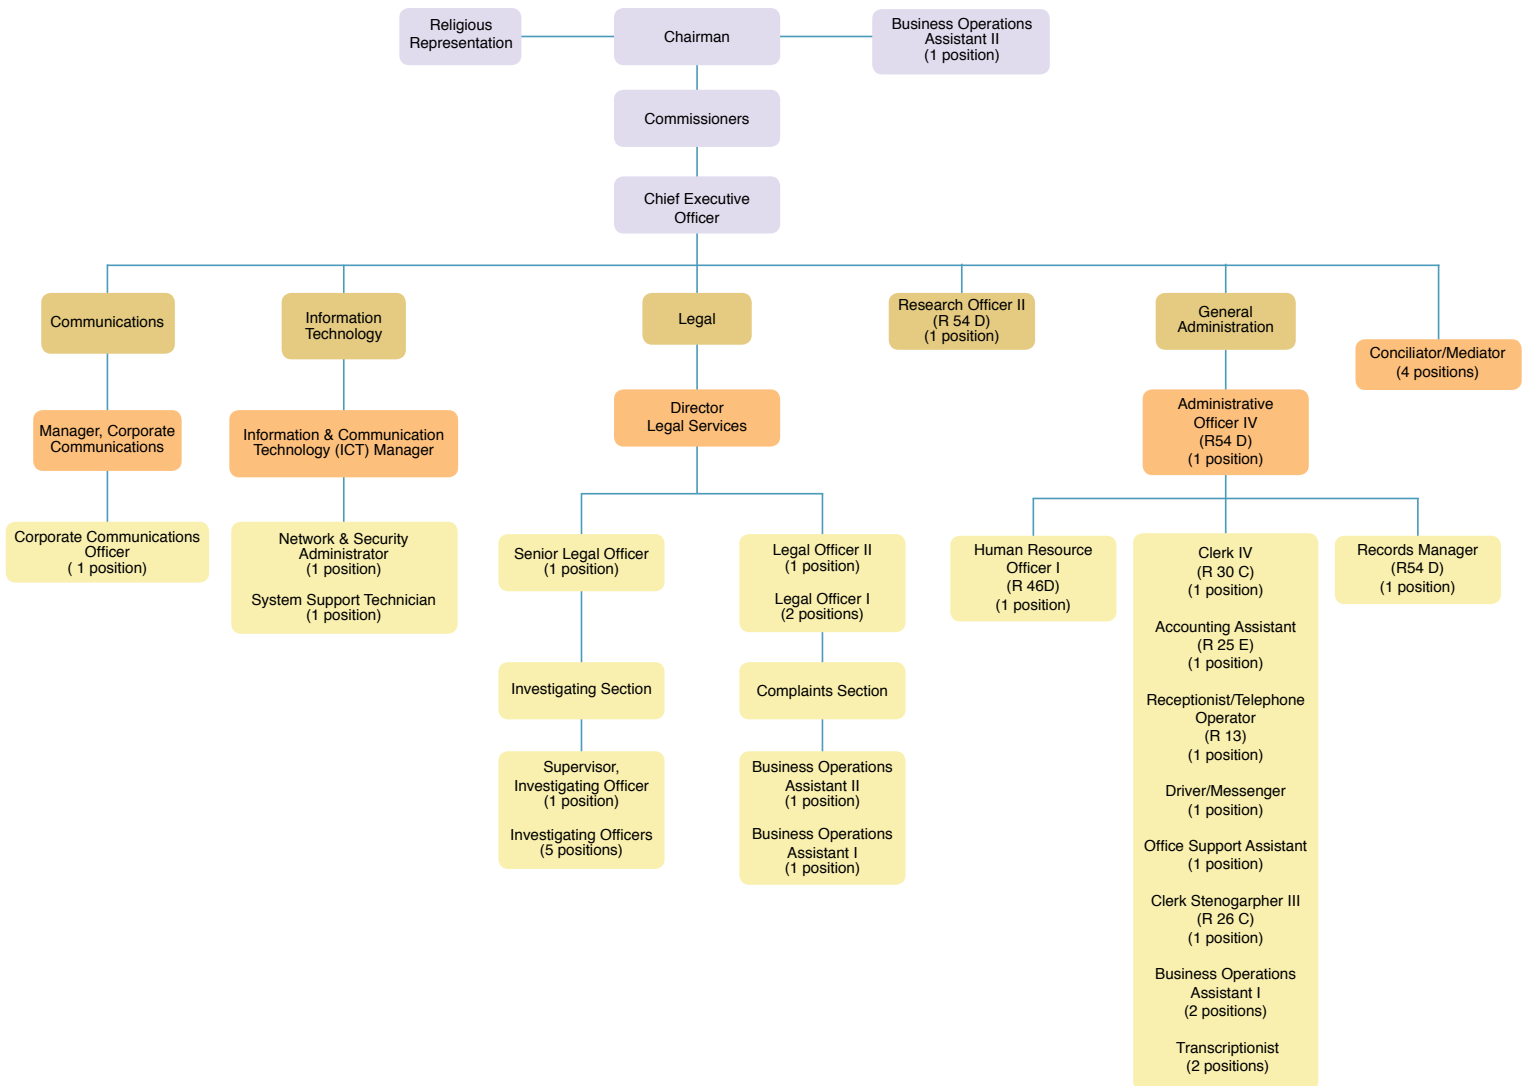 Religious
Representation
Chairman
Business Operations
Assistant II
(1 position)
Commissioners
Chief Executive
Officer
Communications
Information
Technology
Legal
Research Officer II
(R 54 D)
(1 position)
General
Administration
Conciliator/Mediator
(4 positions)
Manager, Corporate
Communications
Information & Communication
Technology (ICT) Manager
Director
Legal Services
Administrative
Officer IV
(R54 D)
(1 position)
Corporate Communications
Officer
( 1 position)
Network & Security
Administrator
(1 position)
System Support Technician
(1 position)
Senior Legal Officer
(1 position)
Legal Officer II
(1 position)
Legal Officer I
(2 positions)
Investigating Section
Complaints Section
Supervisor,
Investigating Officer
(1 position)
Investigating Officers
(5 positions)
Business Operations
Assistant II
(1 position)
Business Operations
Assistant I
(1 position)
Human Resource
Officer I
(R 46D)
(1 position)
Clerk IV
(R 30 C)
(1 position)
Accounting Assistant
(R 25 E)
(1 position)
Receptionist/Telephone
Operator
(R 13)
(1 position)
Driver/Messenger
(1 position)
Office Support Assistant
(1 position)
Clerk Stenogarpher III
(R 26 C)
(1 position)
Business Operations
Assistant I
(2 positions)
Transcriptionist
(2 positions)
Records Manager
(R54 D)
(1 position)